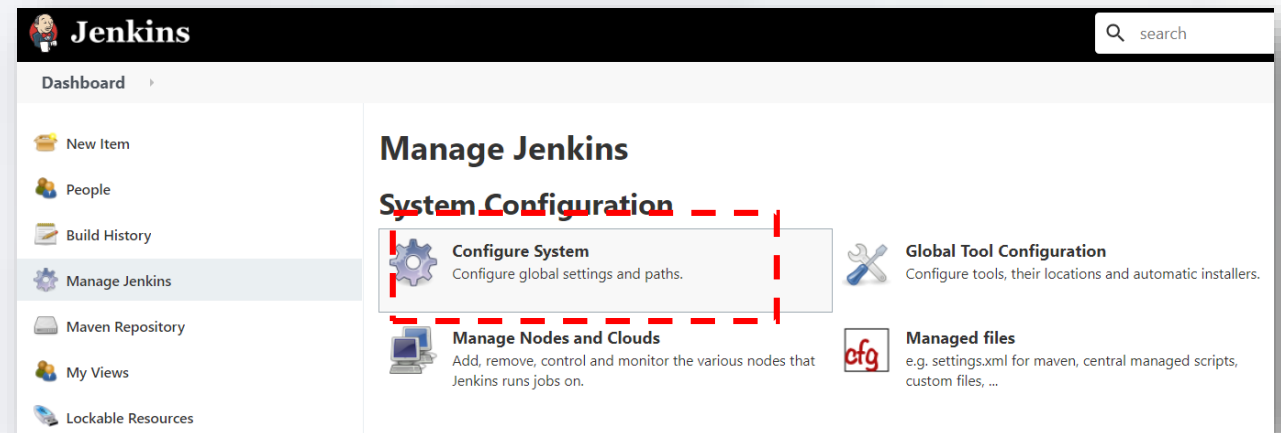 Jenkins
search
Dashboard
New Item
People
Build History
Manage Jenkins
Maven Repository
My Views
Lockable Resources
Manage Jenkins
System Configuration
Configure System
Configure global settings and paths.
Global Tool Configuration
Configure tools, their locations and automatic installers.
Manage Nodes and Clouds
Add, remove, control and monitor the various nodes that
Jenkins runs jobs on.
cfg
Managed files
e.g. settings.xml for maven, central managed scripts,
custom files, ...